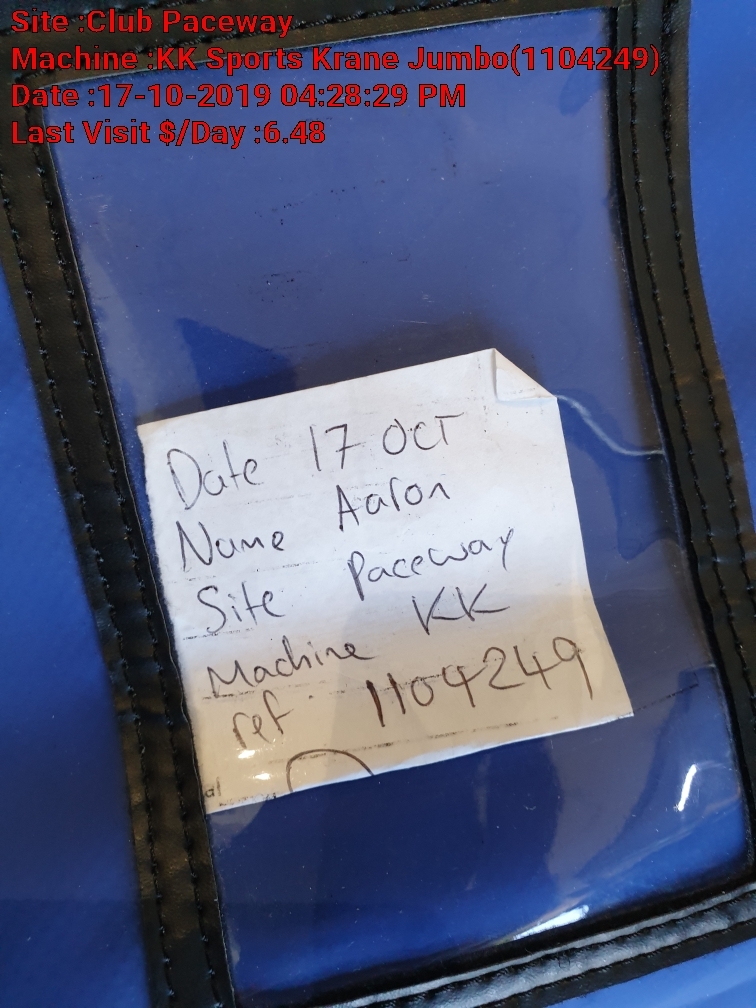 Site :Club Paceway
Machine :KK Sports Krane Jumbo(1104249)
Date :17-10-2019 04:28:29 PM
Last Visit $/Day :6.48
Date 17 OCT
Name Aaron
Site Paceway
Machine KK
ref 1104249
al